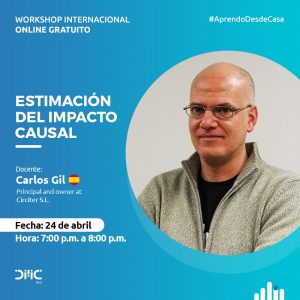 WORKSHOP INTERNACIONAL
ONLINE GRATUITO
#AprendoDesdeCasa
ESTIMACIÓN
DEL IMPACTO
CAUSAL
Docente:
Carlos Gil
Principal and owner at
Circiter S.L.
Fecha: 24 de abril
Hora: 7:00 p.m. a 8:00 p.m.